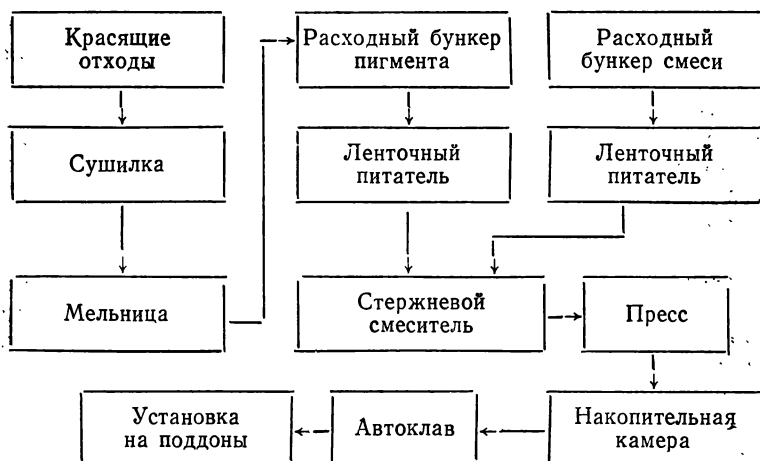 Красящие
отходы
Расходный бункер
пигмента
Расходный
бункер смеси
Сушилка
Ленточный
питатель
Ленточный
питатель
Мельница
Стержневой
смеситель
Пресс
Установка
на поддоны
Автоклав
Накопительная
камера